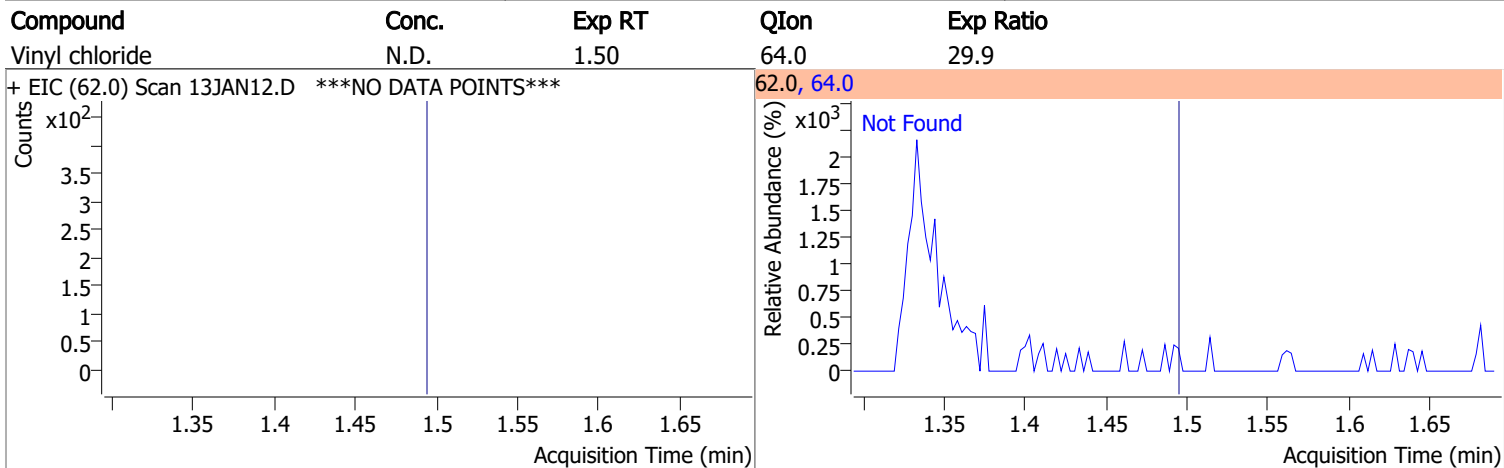 Compound Conc. Exp RT QIon Exp Ratio
Vinyl chloride N.D. 1.50 64.0 29.9
+ EIC (62.0) Scan 13JAN12.D ***NO DATA POINTS***
Counts
x10²
3.5
3
2.5
2
1.5
1
0.5
0
1.35 1.4 1.45 1.5 1.55 1.6 1.65
Acquisition Time (min)
62.0, 64.0
Relative Abundance (%)
x10³
Not Found
2
1.75
1.5
1.25
1
0.75
0.5
0.25
0
1.35 1.4 1.45 1.5 1.55 1.6 1.65
Acquisition Time (min)